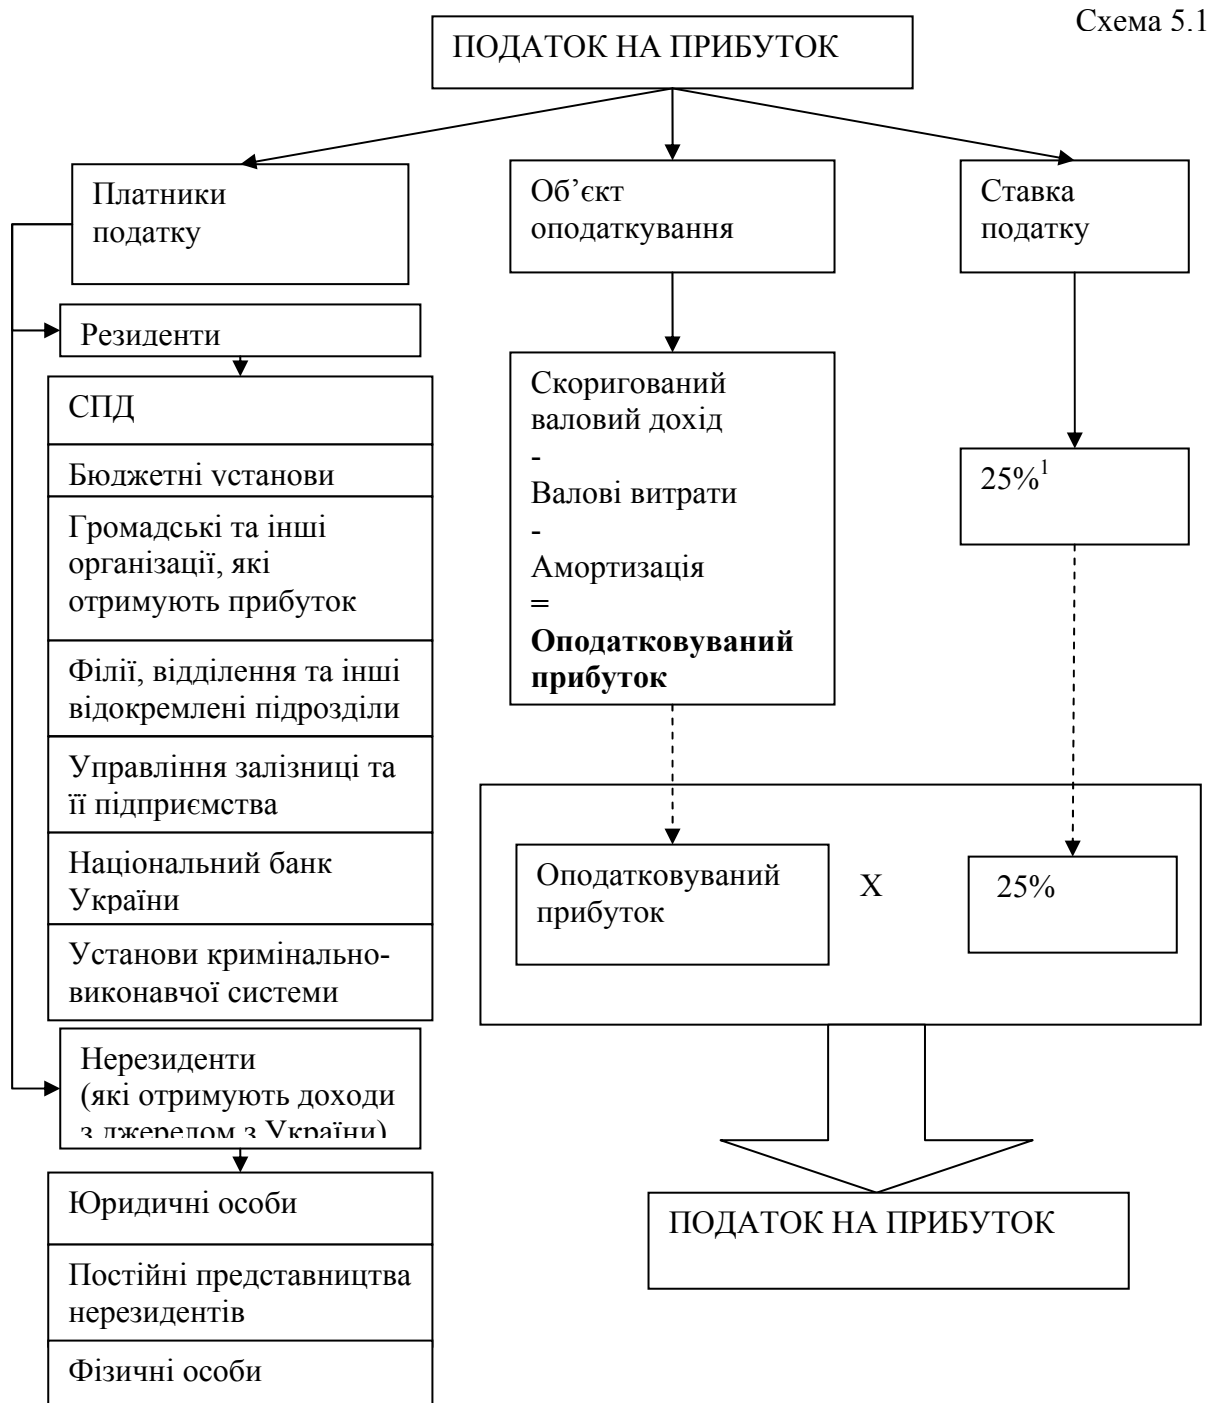 Схема 5.1
ПОДАТОК НА ПРИБУТОК
Платники
податку
Об’єкт
оподаткування
Ставка
податку
Резиденти
СПД
Бюджетні установи
Громадські та інші
організації, які
отримують прибуток
Філії, відділення та інші
відокремлені підрозділи
Управління залізниці та
її підприємства
Національний банк
України
Установи кримінально-
виконавчої системи
Нерезиденти
(які отримують доходи
з джерелом з України)
Юридичні особи
Постійні представництва
нерезидентів
Фізичні особи
Скоригований
валовий дохід
-
Валові витрати
-
Амортизація
=
Оподатковуваний
прибуток
25%¹
Оподатковуваний
прибуток
Х
25%
ПОДАТОК НА ПРИБУТОК